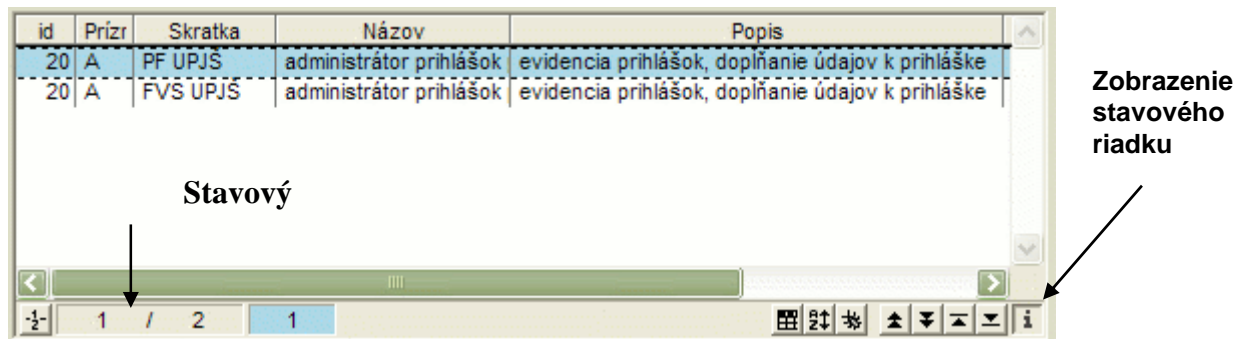 id Prízr Skratka Názov Popis
20 A PF UPJŠ administrátor prihlášok evidencia prihlášok, doplňanie údajov k prihláške
20 A FVS UPJŠ administrátor prihlášok evidencia prihlášok, doplňanie údajov k prihláške
Zobrazenie
stavového
riadku
Stavový
1 / 2 1